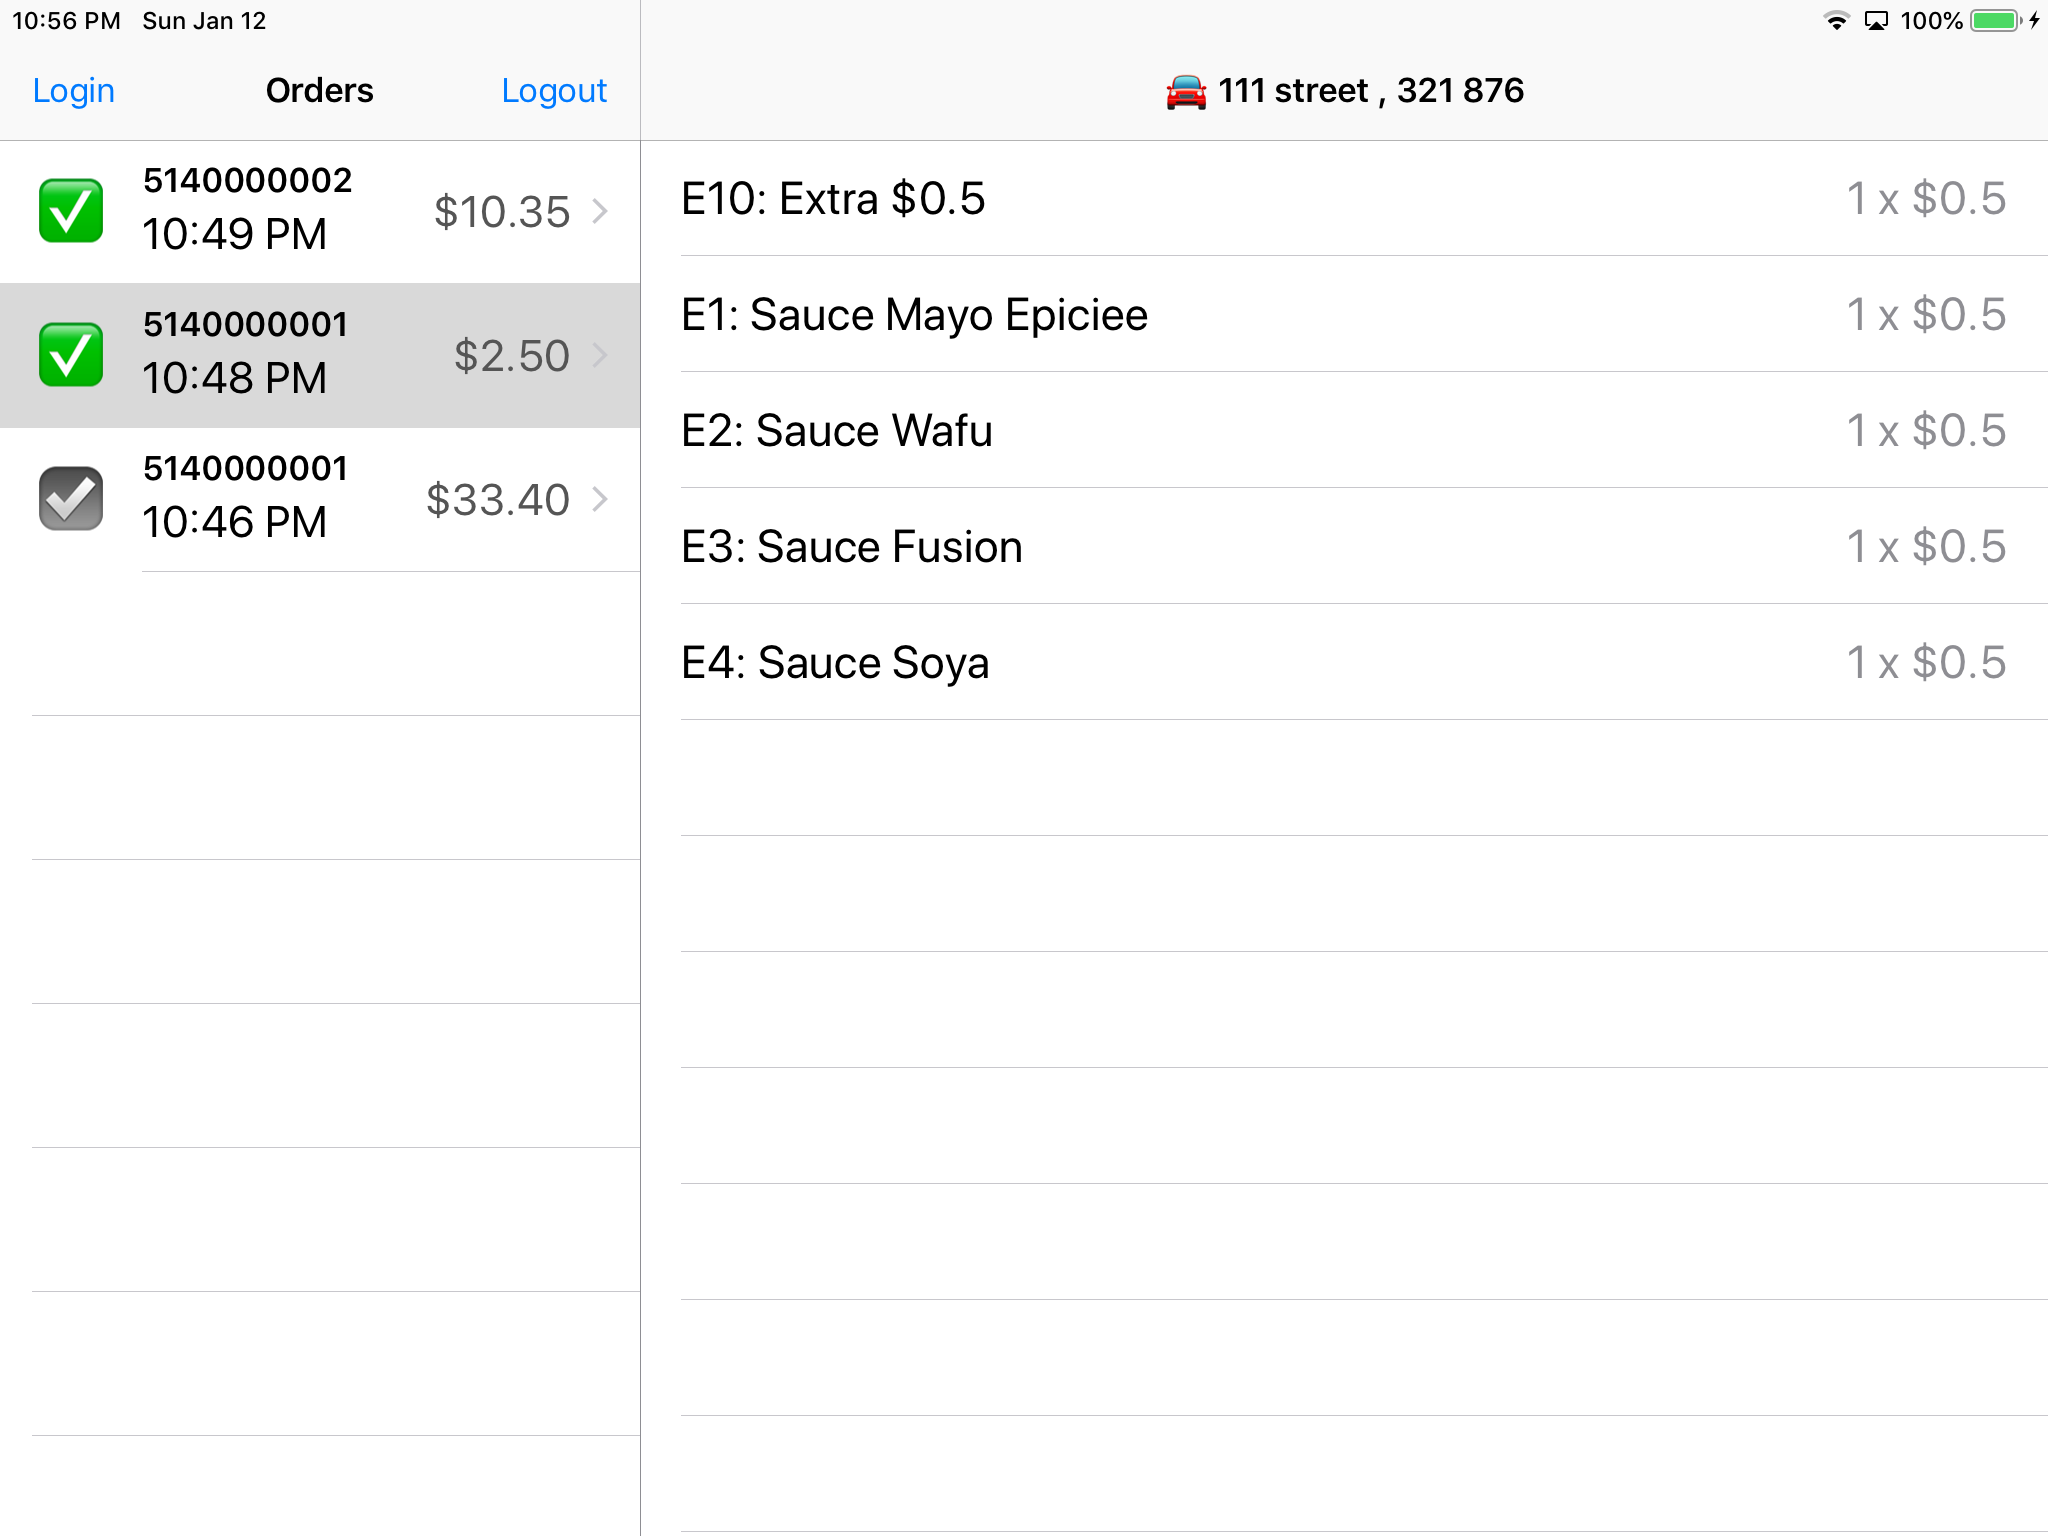 10:56 PM Sun Jan 12
100%
Login Orders Logout
5140000002
10:49 PM
$10.35
5140000001
10:48 PM
$2.50
5140000001
10:46 PM
$33.40
111 street , 321 876
E10: Extra $0.5 1 x $0.5
E1: Sauce Mayo Epiciee 1 x $0.5
E2: Sauce Wafu 1 x $0.5
E3: Sauce Fusion 1 x $0.5
E4: Sauce Soya 1 x $0.5